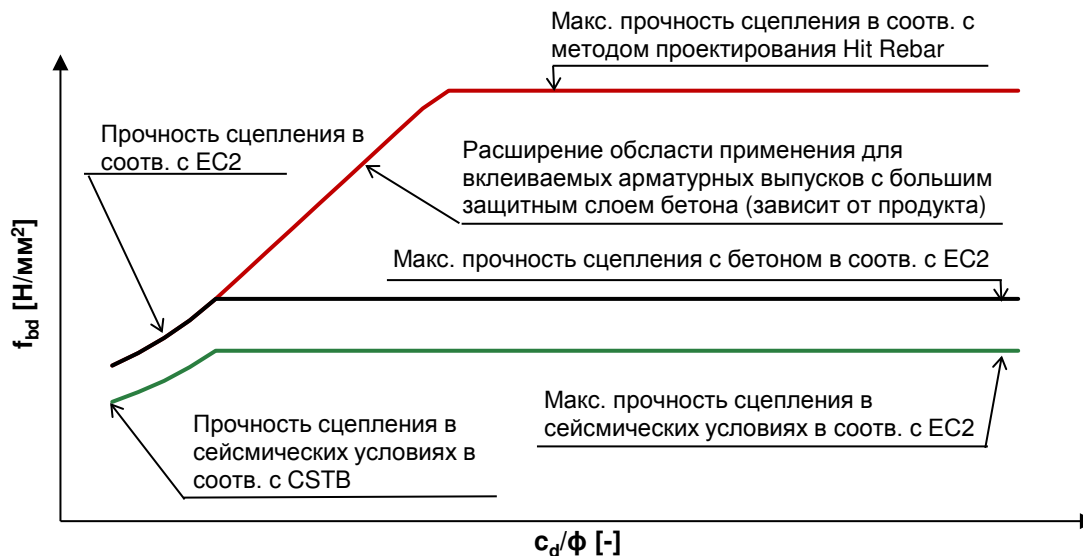 Макс. прочность сцепления в соотв. с
методом проектирования Hit Rebar
Прочность сцепления в
соотв. с EC2
Расширение обсласти применения для
вклеиваемых арматурных выпусков с большим
защитным слоем бетона (зависит от продукта)
Макс. прочность сцепления с бетоном в соотв. с EC2
f_bd [Н/мм²]
Прочность сцепления в
сейсмических условиях в
соотв. с CSTB
Макс. прочность сцепления в
сейсмических условиях в соотв. с EC2
c_d/ф [-]